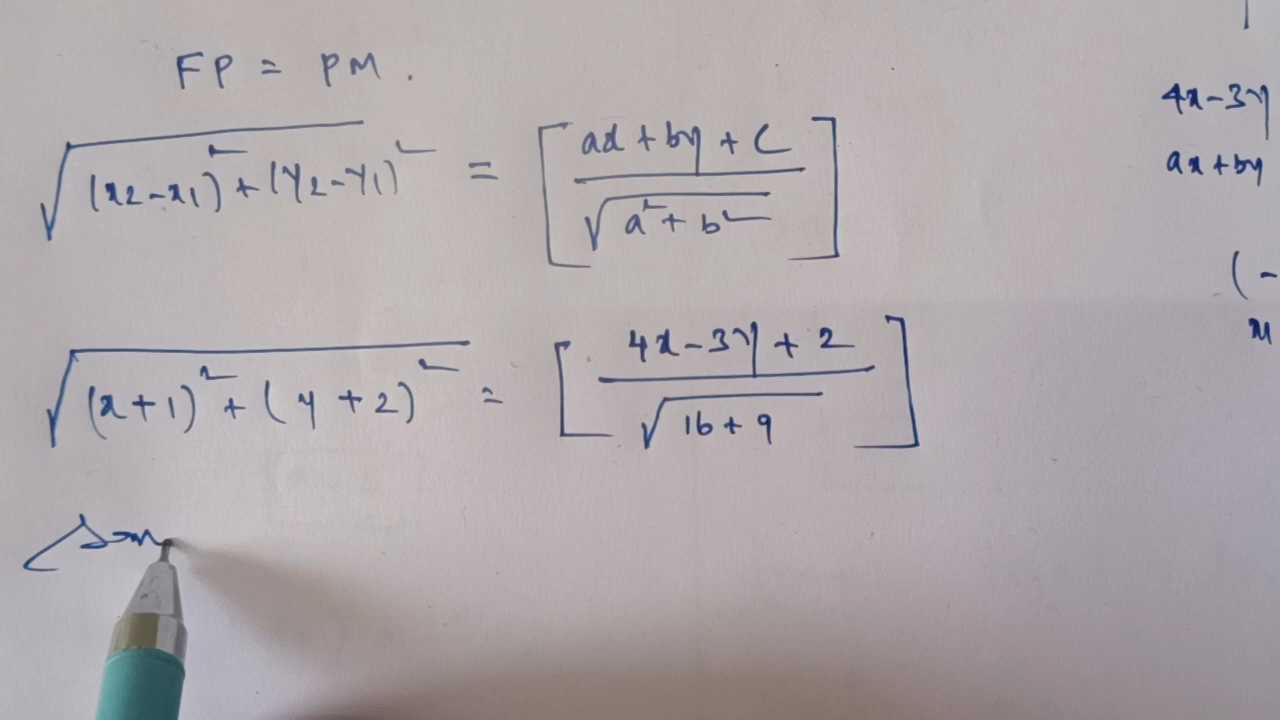 FP = PM.
√(x2-x1)²+(y2-y1)² = [ax+by+c/√a²+b²]
√(x+1)²+(y+2)² = [4x-3y+2/√16+9]
4x-3y
ax+by
(-
x